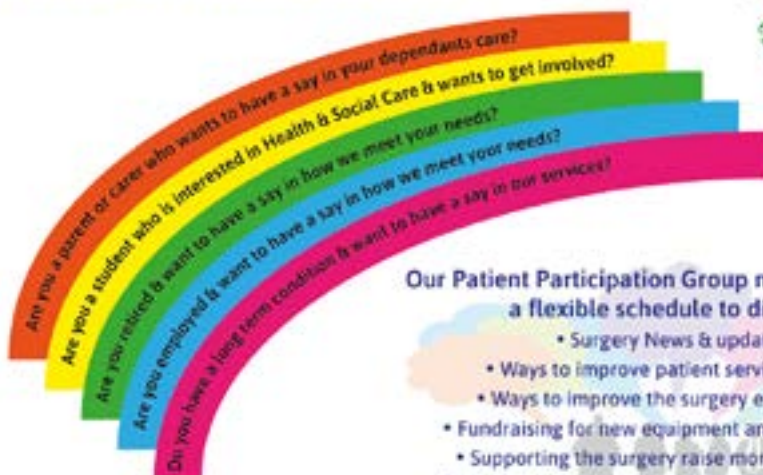 Are you a parent or carer who wants to have a say in your dependants care?
Are you a student who is interested in Health & Social Care & wants to get involved?
Are you retired & want to have a say in how we meet your needs?
Are you employed & want to have a say in how we meet your needs?
Do you have a long term condition & want to have a say in our services?
Our Patient Participation Group
a flexible schedule to
• Surgery News &
• Ways to improve patient
• Ways to improve the surgery
• Fundraising for new equipment
• Supporting the surgery raise